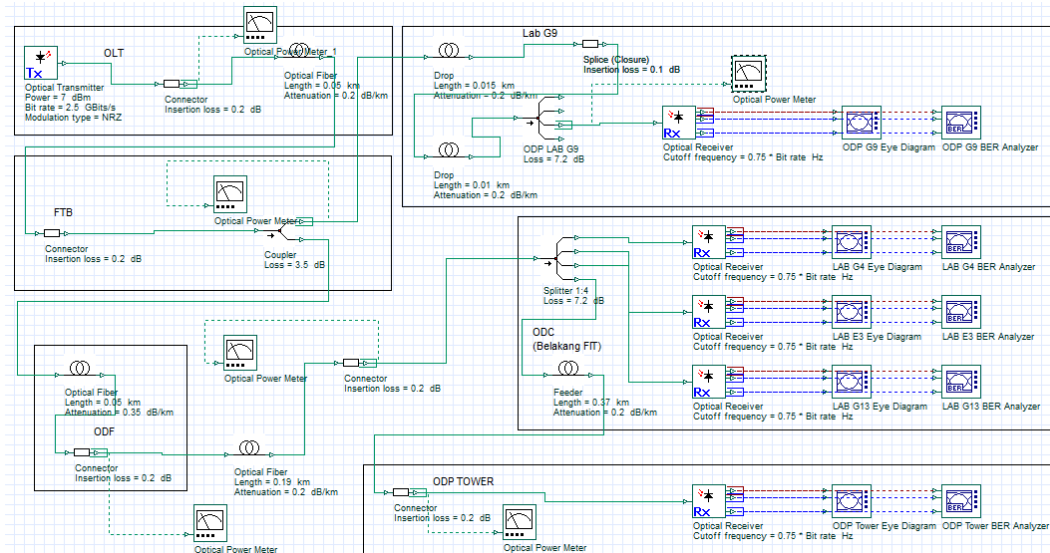 OLT
Tx
Optical Transmitter
Power = 7 dBm
Bit rate = 2.5 GBits/s
Modulation type = NRZ
Connector
Insertion loss = 0.2 dB
Optical Power Meter_1
Optical Fiber
Length = 0.05 km
Attenuation = 0.2 dB/km
FTB
Connector
Insertion loss = 0.2 dB
Optical Power Meter
Coupler
Loss = 3.5 dB
Optical Fiber
Length = 0.05 km
Attenuation = 0.35 dB/km
ODF
Connector
Insertion loss = 0.2 dB
Optical Power Meter
Optical Fiber
Length = 0.19 km
Attenuation = 0.2 dB/km
Optical Power Meter
Connector
Insertion loss = 0.2 dB
Lab G9
Drop
Length = 0.015 km
Attenuation = 0.2 dB/km
Splice (Closure)
Insertion loss = 0.1 dB
Drop
Length = 0.01 km
Attenuation = 0.2 dB/km
ODP LAB G9
Loss = 7.2 dB
Optical Power Meter
Rx
Optical Receiver
Cutoff frequency = 0.75 * Bit rate Hz
ODP G9 Eye Diagram
BER
ODP G9 BER Analyzer
Splitter 1:4
Loss = 7.2 dB
ODC
(Belakang FIT)
Feeder
Length = 0.37 km
Attenuation = 0.2 dB/km
Rx
Optical Receiver
Cutoff frequency = 0.75 * Bit rate Hz
LAB G4 Eye Diagram
BER
LAB G4 BER Analyzer
Rx
Optical Receiver
Cutoff frequency = 0.75 * Bit rate Hz
LAB E3 Eye Diagram
BER
LAB E3 BER Analyzer
Rx
Optical Receiver
Cutoff frequency = 0.75 * Bit rate Hz
LAB G13 Eye Diagram
BER
LAB G13 BER Analyzer
ODP TOWER
Connector
Insertion loss = 0.2 dB
Optical Power Meter
Rx
Optical Receiver
Cutoff frequency = 0.75 * Bit rate Hz
ODP Tower Eye Diagram
BER
ODP Tower BER Analyzer